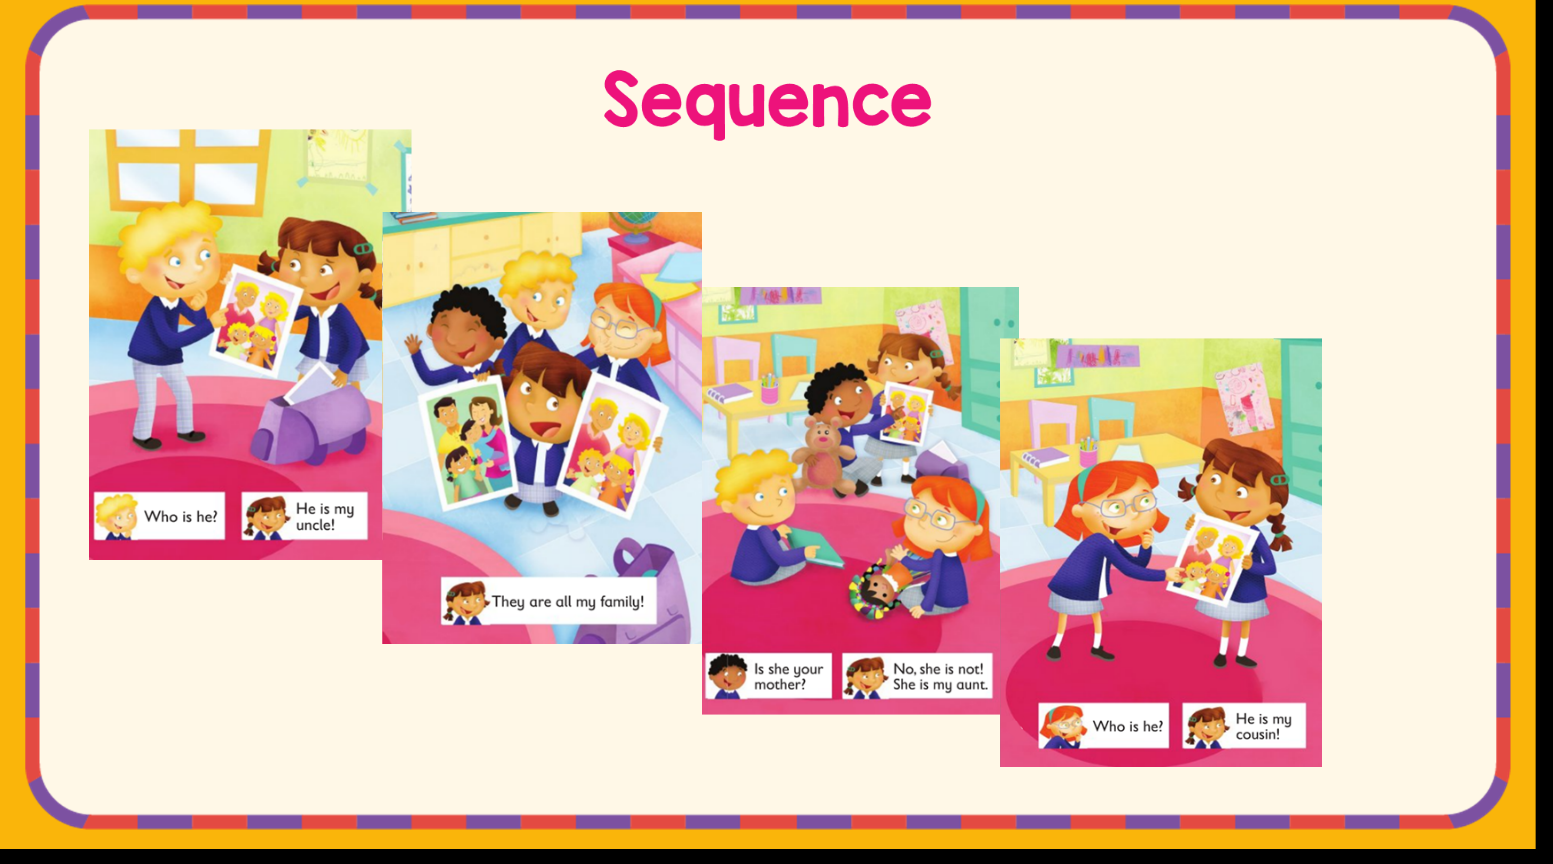 Sequence
Who is he?
He is my
uncle!
They are all my family!
Is she your
mother?
No, she is not!
She is my aunt.
Who is he?
He is my
cousin!